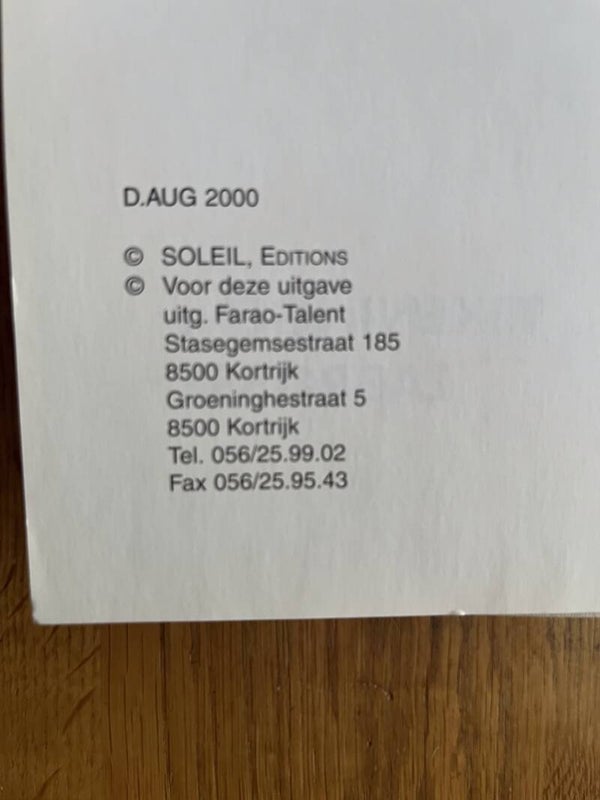 D.AUG 2000
© SOLEIL, EDITIONS
© Voor deze uitgave
uitg. Farao-Talent
Stasegemsestraat 185
8500 Kortrijk
Groeninghestraat 5
8500 Kortrijk
Tel. 056/25.99.02
Fax 056/25.95.43